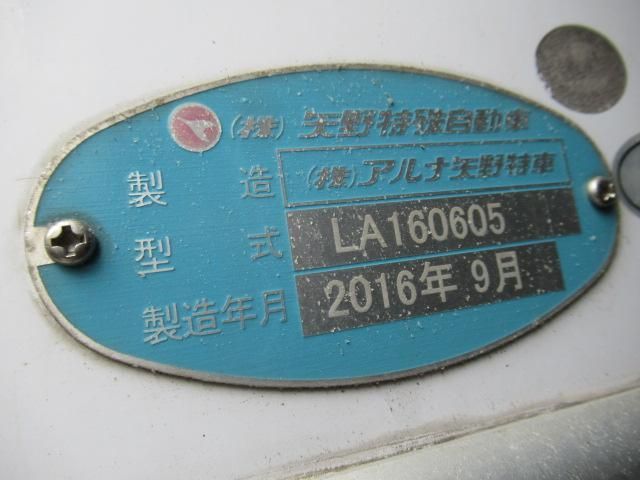 (株) 矢野特殊自動車
製造 (株)アルナ矢野特車
型式 LA160605
製造年月 2016年 9月